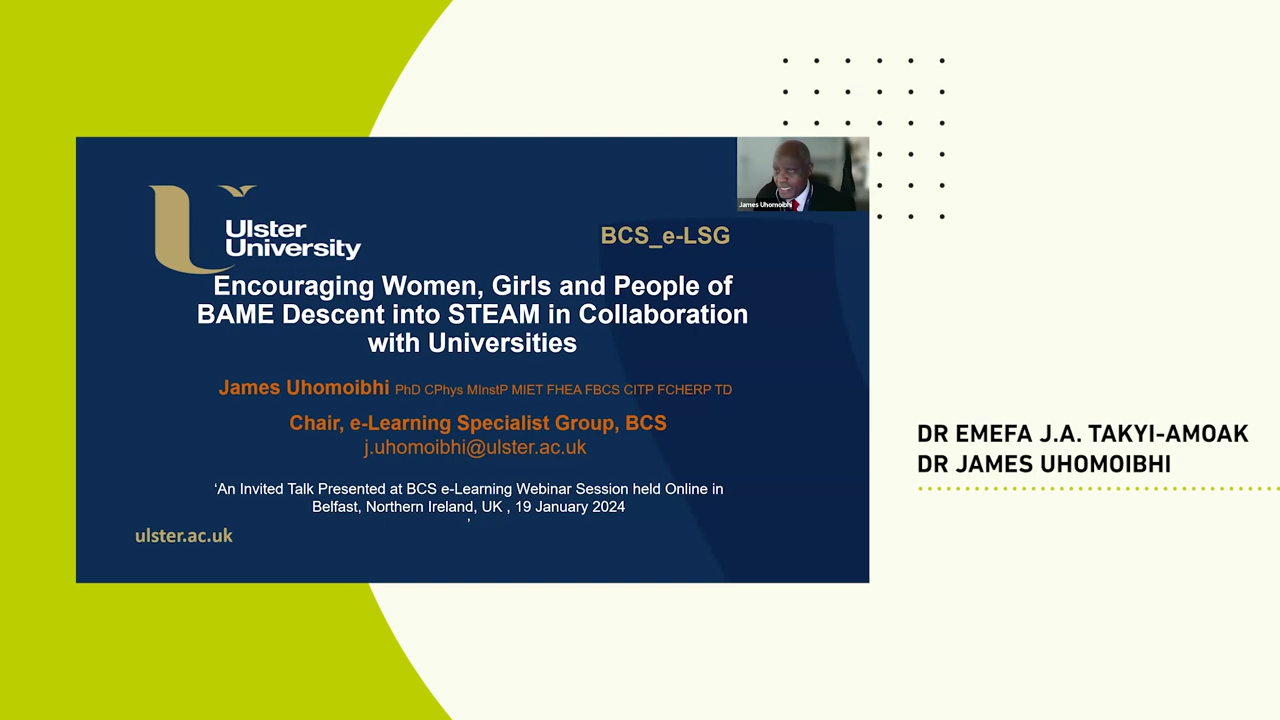 James Uhomoibhi
Ulster
University
BCS_e-LSG
Encouraging Women, Girls and People of
BAME Descent into STEAM in Collaboration
with Universities
James Uhomoibhi PhD CPhys MInstP MIET FHEA FBCS CITP FCHERP TD
Chair, e-Learning Specialist Group, BCS
j.uhomoibhi@ulster.ac.uk
‘An Invited Talk Presented at BCS e-Learning Webinar Session held Online in
Belfast, Northern Ireland, UK , 19 January 2024
’
ulster.ac.uk
DR EMEFA J.A. TAKYI-AMOAK
DR JAMES UHOMOIBHI